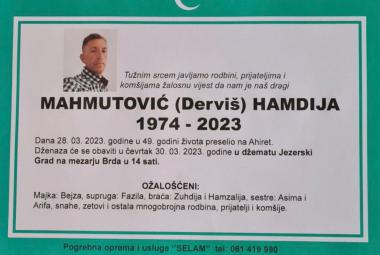 Tužnim srcem javljamo rodbini, prijateljima i
komšijama žalosnu vijest da nam je naš dragi
MAHMUTOVIĆ (Derviš) HAMDIJA
1974 - 2023
Dana 28. 03. 2023. godine u 49. godini života preselio na Ahiret.
Dženaza će se obaviti u čevrtak 30. 03. 2023. godine u džematu Jezerski
Grad na mezarju Brda u 14 sati.
OŽALOŠĆENI:
Majka: Bejza, supruga: Fazila, braća: Zuhdija i Hamzalija, sestre: Asima i
Arifa, snahe, zetovi i ostala mnogobrojna rodbina, prijatelji i komšije.
Pogrebna oprema i usluge "SELAM" tel: 061 419 590